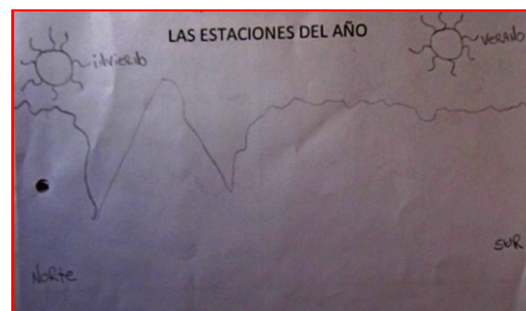 LAS ESTACIONES DEL AÑO
invierno
VERANO
SUR
NoRte